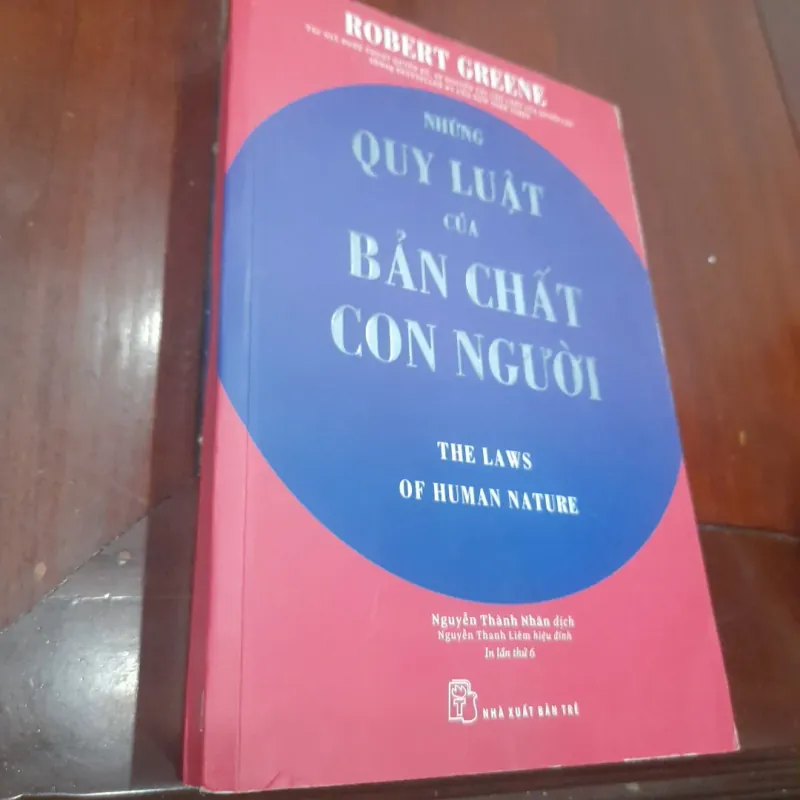 ROBERT GREENE
NHỮNG
QUY LUẬT
CỦA
BẢN CHẤT
CON NGƯỜI
THE LAWS
OF HUMAN NATURE
Nguyễn Thành Nhân dịch
Nguyễn Thanh Liêm hiệu đính
In lần thứ 6
NHÀ XUẤT BẢN TRẺ